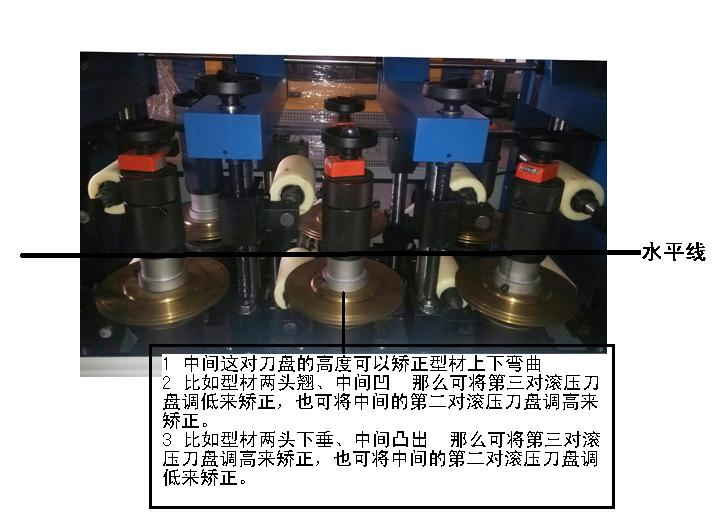 水平线
1 中间这对刀盘的高度可以矫正型材上下弯曲
2 比如型材两头翘、中间凹 那么可将第三对滚压刀
盘调低来矫正，也可将中间的第二对滚压刀盘调高来
矫正。
3 比如型材两头下垂、中间凸出 那么可将第三对滚
压刀盘调高来矫正，也可将中间的第二对滚压刀盘调
低来矫正。